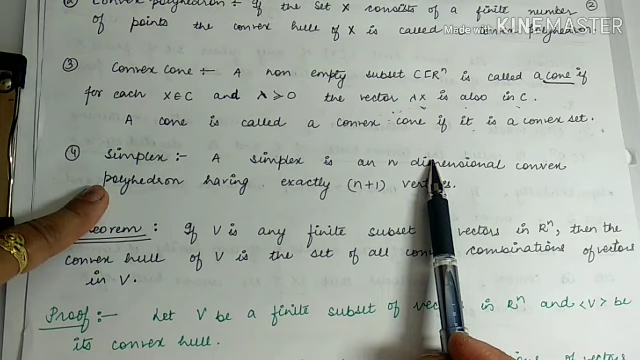 ② Convex polyhedron :- If the set X consists of a finite number
of points the convex hull of X is called convex polyhedron.
②
Made with KINEMASTER
③ Convex cone :- A non empty subset C ⊂ Rⁿ is called a cone if
for each X ∈ C and λ ⩾ 0 the vector λX is also in C.
A cone is called a convex cone if it is a convex set.
④ Simplex :- A simplex is an n dimensional convex
polyhedron having exactly (n+1) vertices.
Theorem : If V is any finite subset vectors in Rⁿ, then the
convex hull of V is the set of all combinations of vectors
in V.
Proof :- Let V be a finite subset of in Rⁿ and <V> be
its convex hull.
of vectors